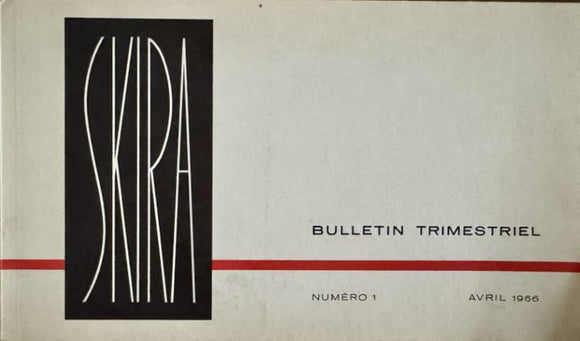 SKIRA
BULLETIN TRIMESTRIEL
NUMÉRO 1 AVRIL 1966